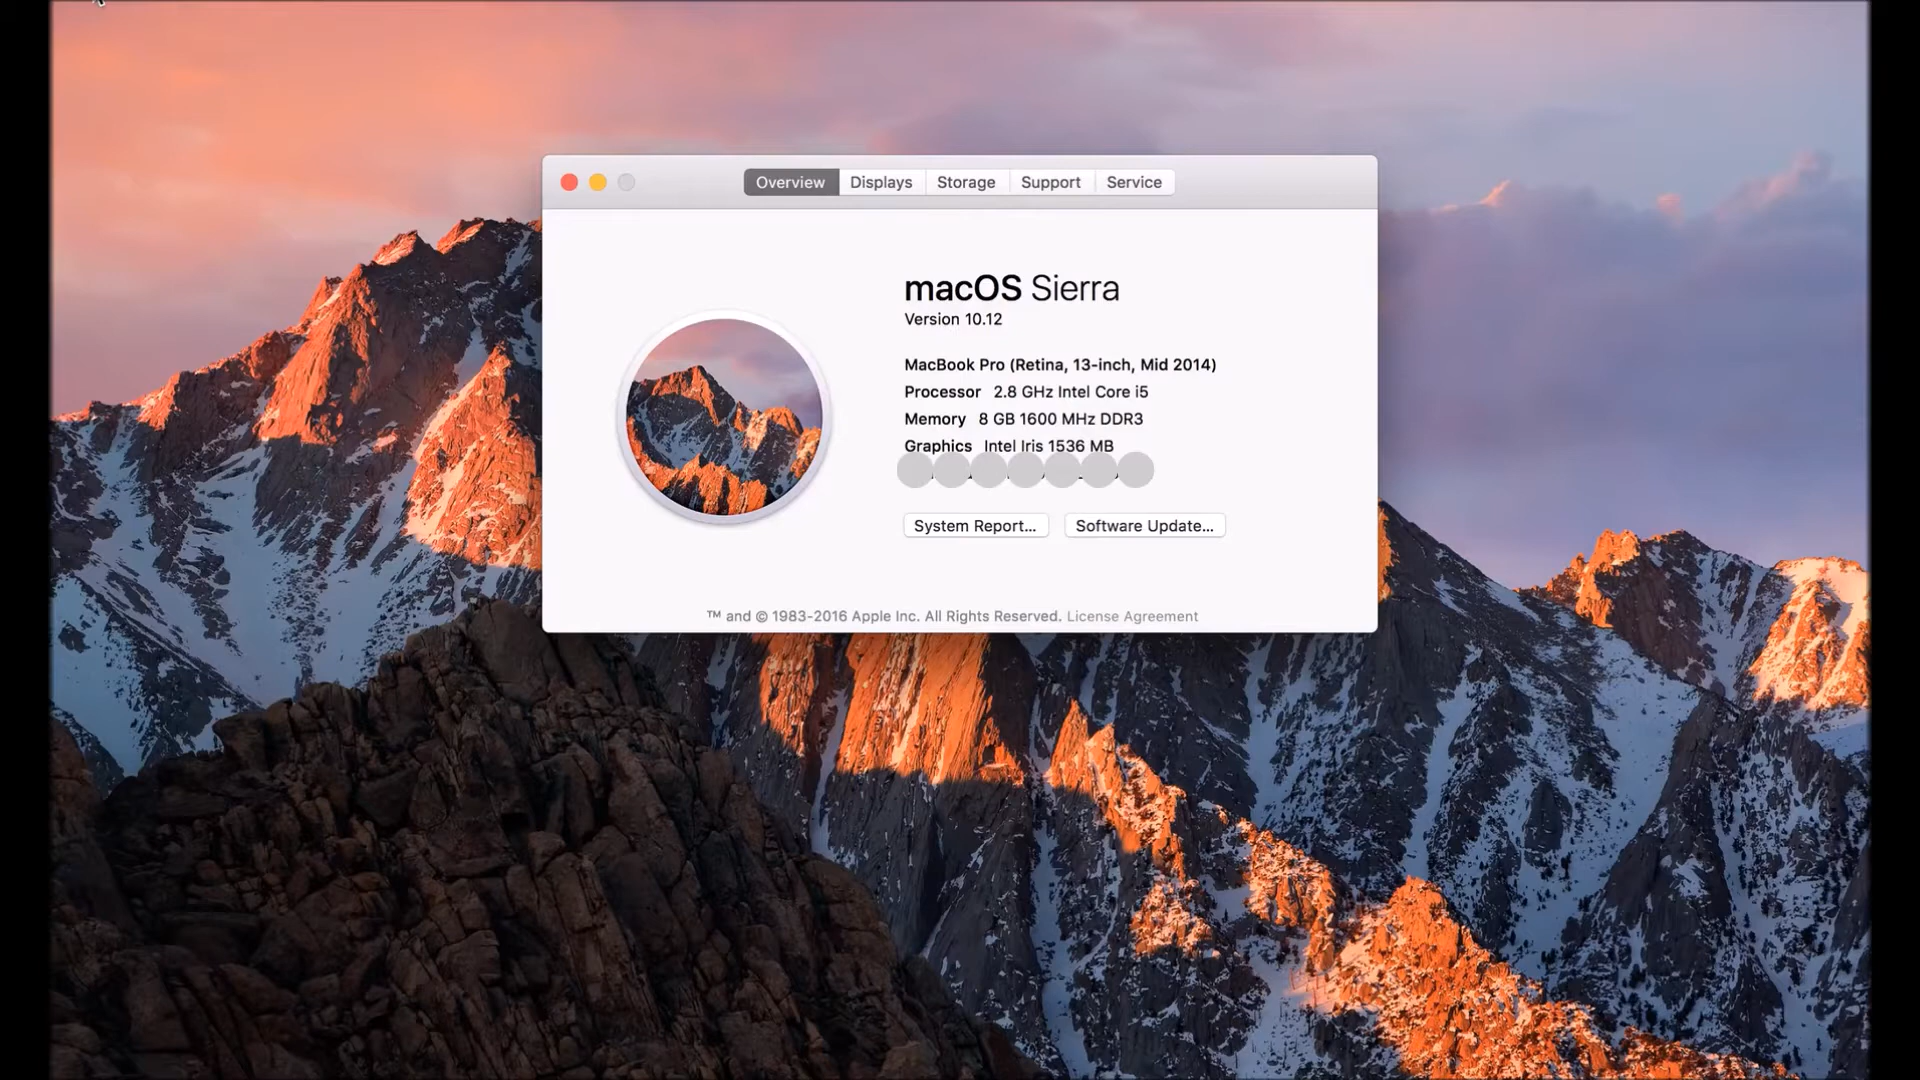 Overview Displays Storage Support Service
macOS Sierra
Version 10.12
MacBook Pro (Retina, 13-inch, Mid 2014)
Processor 2.8 GHz Intel Core i5
Memory 8 GB 1600 MHz DDR3
Graphics Intel Iris 1536 MB
System Report... Software Update...
™ and © 1983-2016 Apple Inc. All Rights Reserved. License Agreement